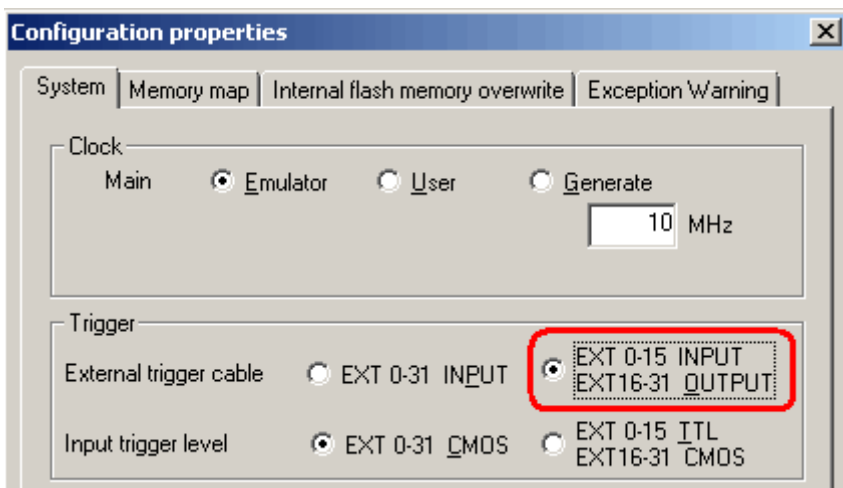 Configuration properties
System Memory map Internal flash memory overwrite Exception Warning
Clock
Main Emulator User Generate
10 MHz
Trigger
External trigger cable EXT 0-31 INPUT EXT 0-15 INPUT
EXT16-31 OUTPUT
Input trigger level EXT 0-31 CMOS EXT 0-15 TTL
EXT16-31 CMOS